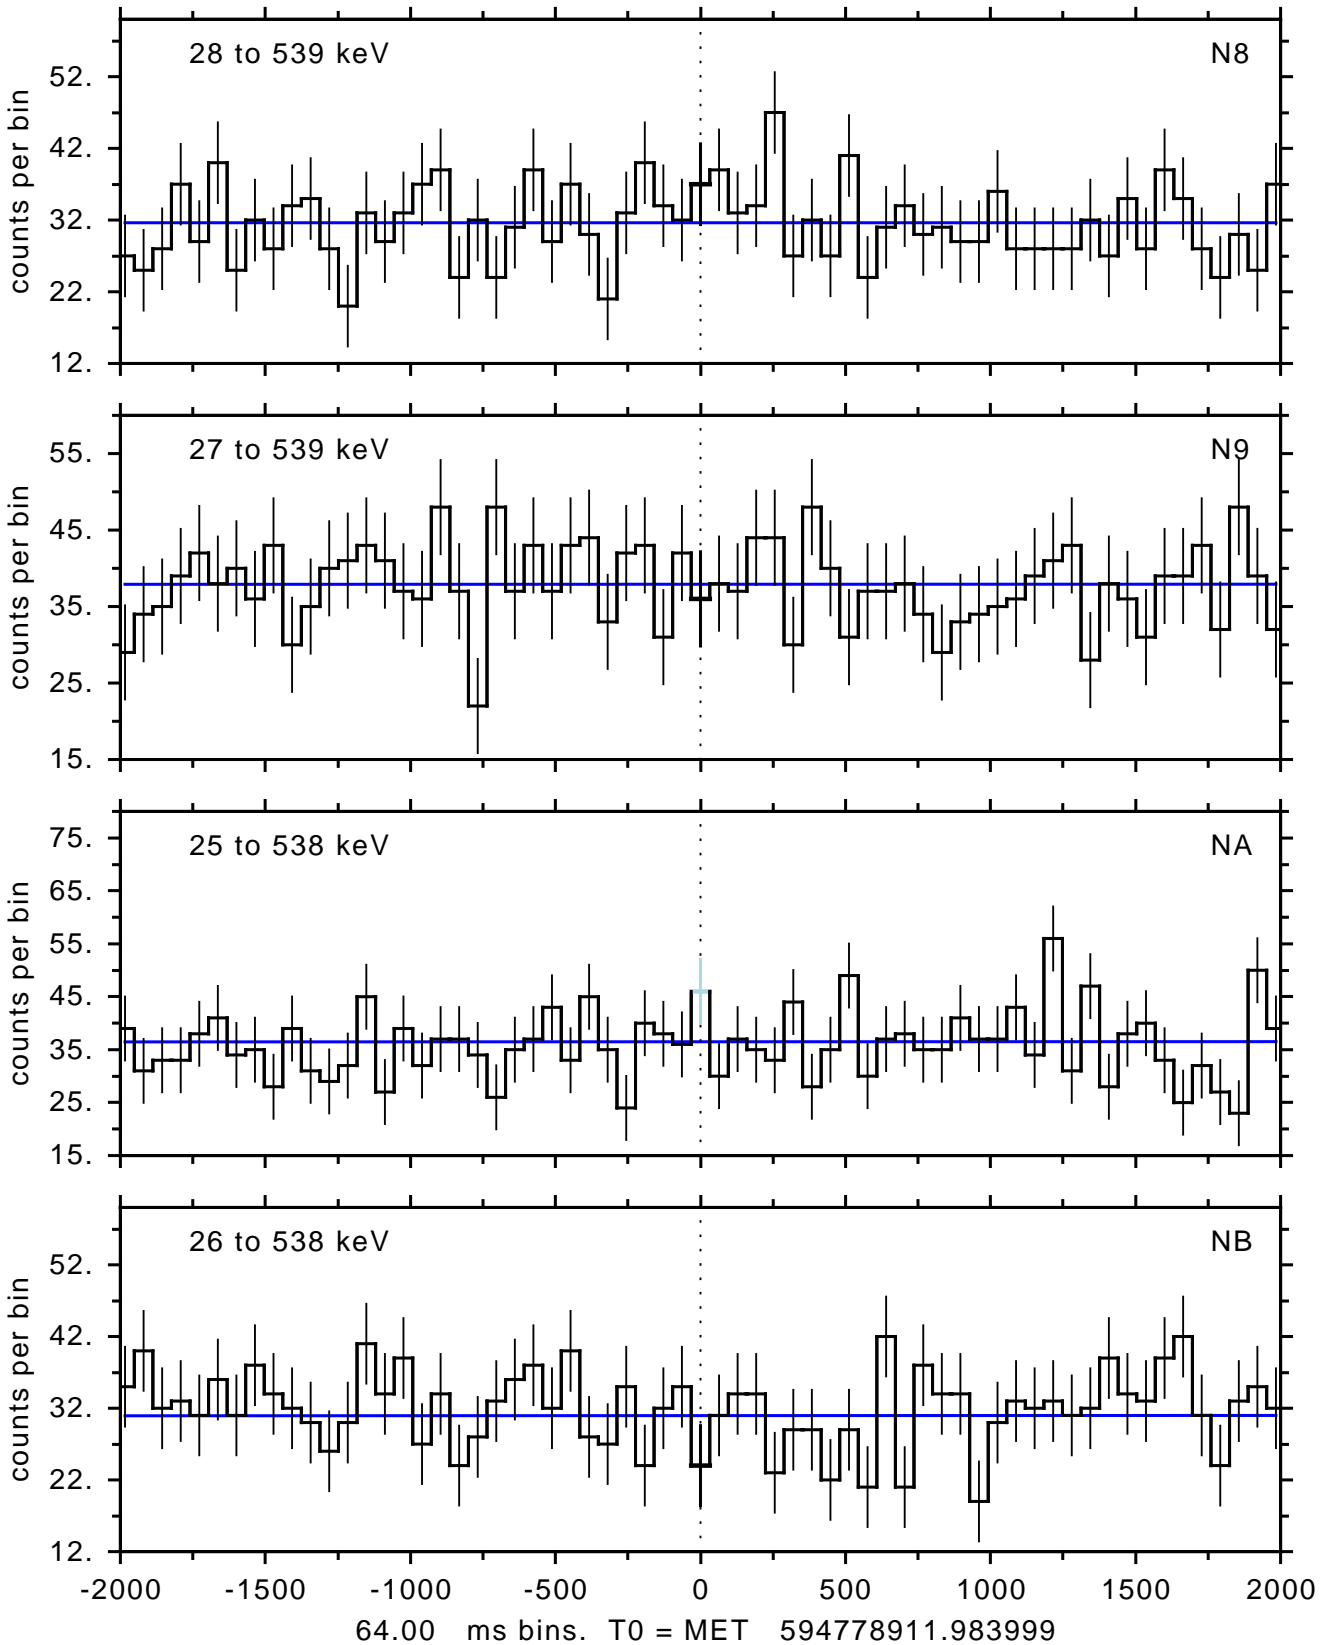 28 to 539 keV N8
52.
42.
32.
22.
12.
counts per bin
27 to 539 keV N9
55.
45.
35.
25.
15.
counts per bin
25 to 538 keV NA
75.
65.
55.
45.
35.
25.
15.
counts per bin
26 to 538 keV NB
52.
42.
32.
22.
12.
counts per bin
-2000 -1500 -1000 -500 0 500 1000 1500 2000
64.00 ms bins. T0 = MET 594778911.983999